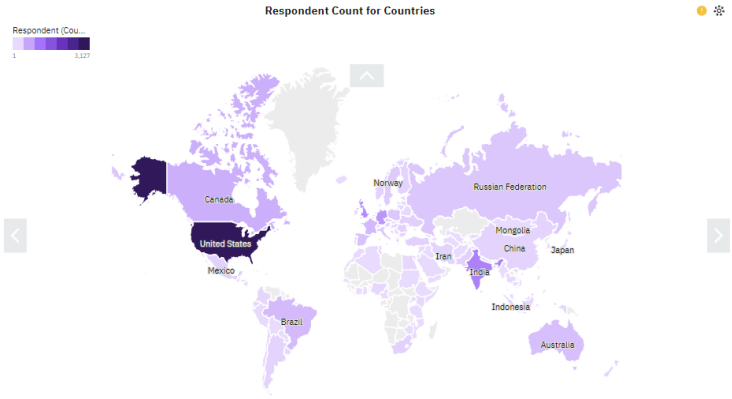 Respondent Count for Countries
Respondent (Cou...
1 3,127
Canada
Norway
Russian Federation
United States
Mongolia
China
Japan
Iran
Mexico
India
Indonesia
Brazil
Australia